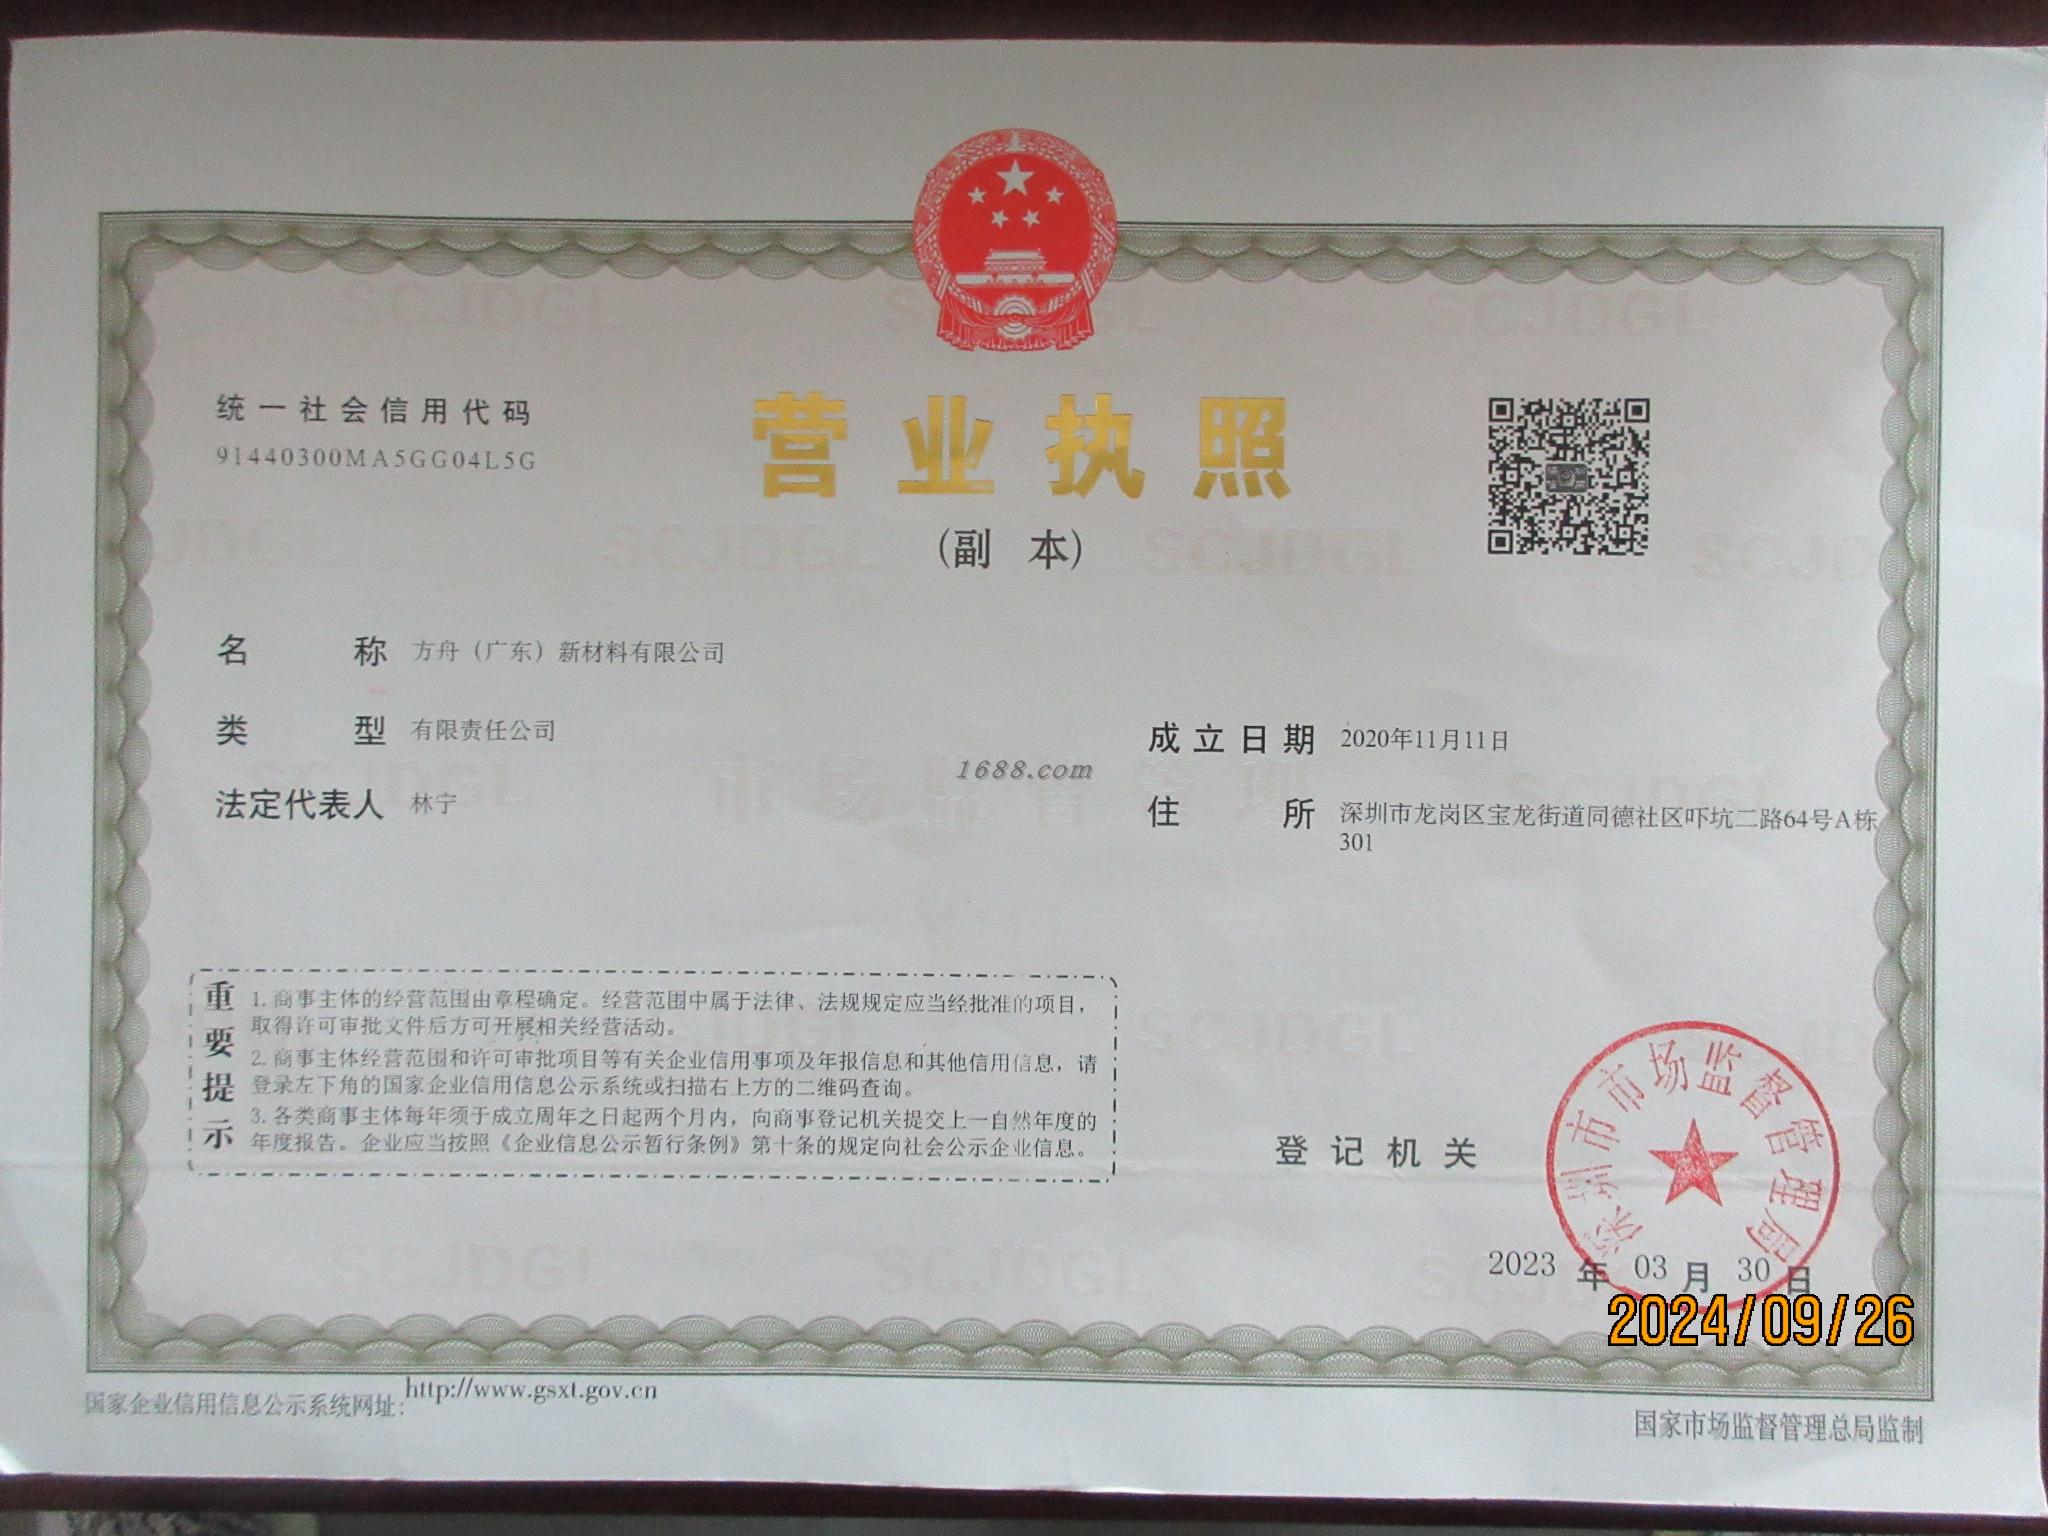 统一社会信用代码
91440300MA5GG04L5G
营业执照
(副 本)
名 称 方舟（广东）新材料有限公司
类 型 有限责任公司
法定代表人 林宁
成立日期 2020年11月11日
住 所 深圳市龙岗区宝龙街道同德社区吓坑二路64号A栋
301
1688.com
重要提示
1. 商事主体的经营范围由章程确定。经营范围中属于法律、法规规定应当经批准的项目，
取得许可审批文件后方可开展相关经营活动。
2. 商事主体经营范围和许可审批项目等有关企业信用事项及年报信息和其他信用信息，请
登录左下角的国家企业信用信息公示系统或扫描右上方的二维码查询。
3. 各类商事主体每年须于成立周年之日起两个月内，向商事登记机关提交上一自然年度的
年度报告。企业应当按照《企业信息公示暂行条例》第十条的规定向社会公示企业信息。
登记机关
深圳市市场监督管理局
2023 年 03 月 30 日
2024/09/26
国家企业信用信息公示系统网址: http://www.gsxt.gov.cn
国家市场监督管理总局监制
SCJDGL